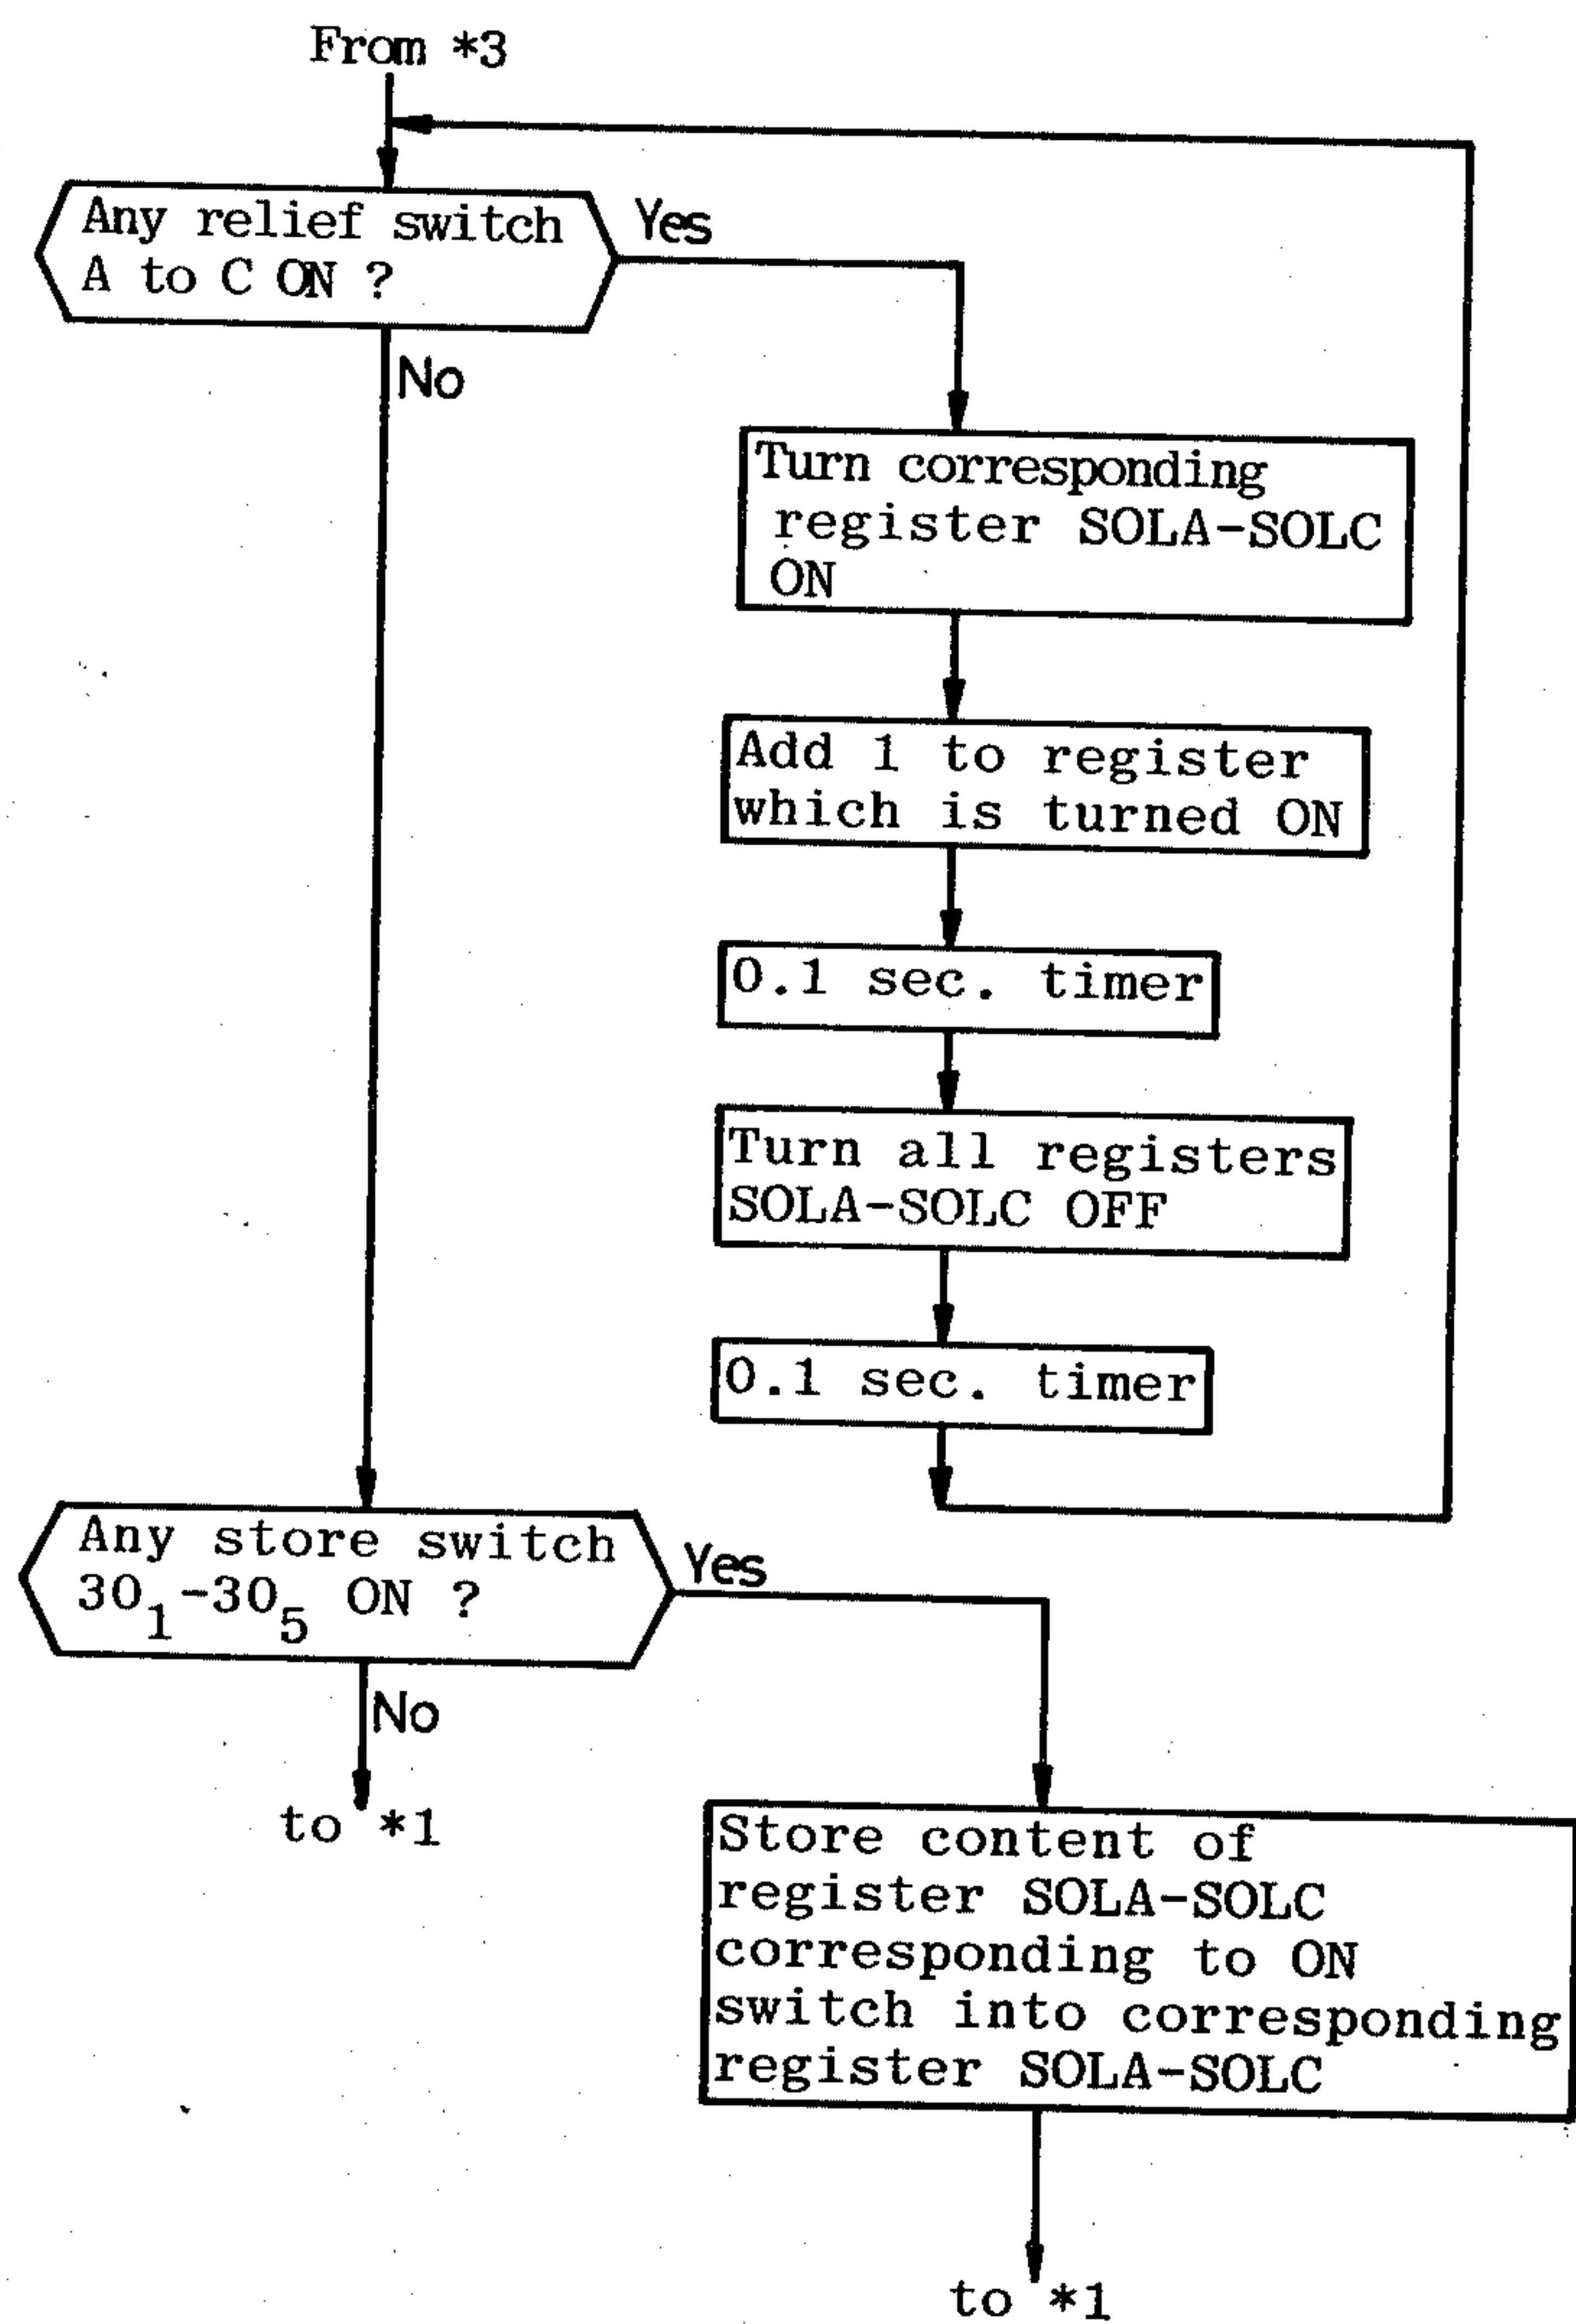 From *3
Any relief switch
A to C ON ?
Yes
No
Turn corresponding
register SOLA-SOLC
ON
Add 1 to register
which is turned ON
0.1 sec. timer
Turn all registers
SOLA-SOLC OFF
0.1 sec. timer
Any store switch
30₁-30₅ ON ?
Yes
No
to *1
Store content of
register SOLA-SOLC
corresponding to ON
switch into corresponding
register SOLA-SOLC
to *1